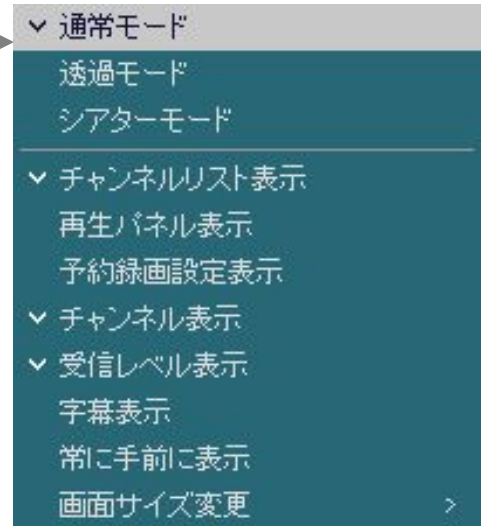 通常モード
透過モード
シアターモード
チャンネルリスト表示
再生パネル表示
予約録画設定表示
チャンネル表示
受信レベル表示
字幕表示
常に手前に表示
画面サイズ変更 >